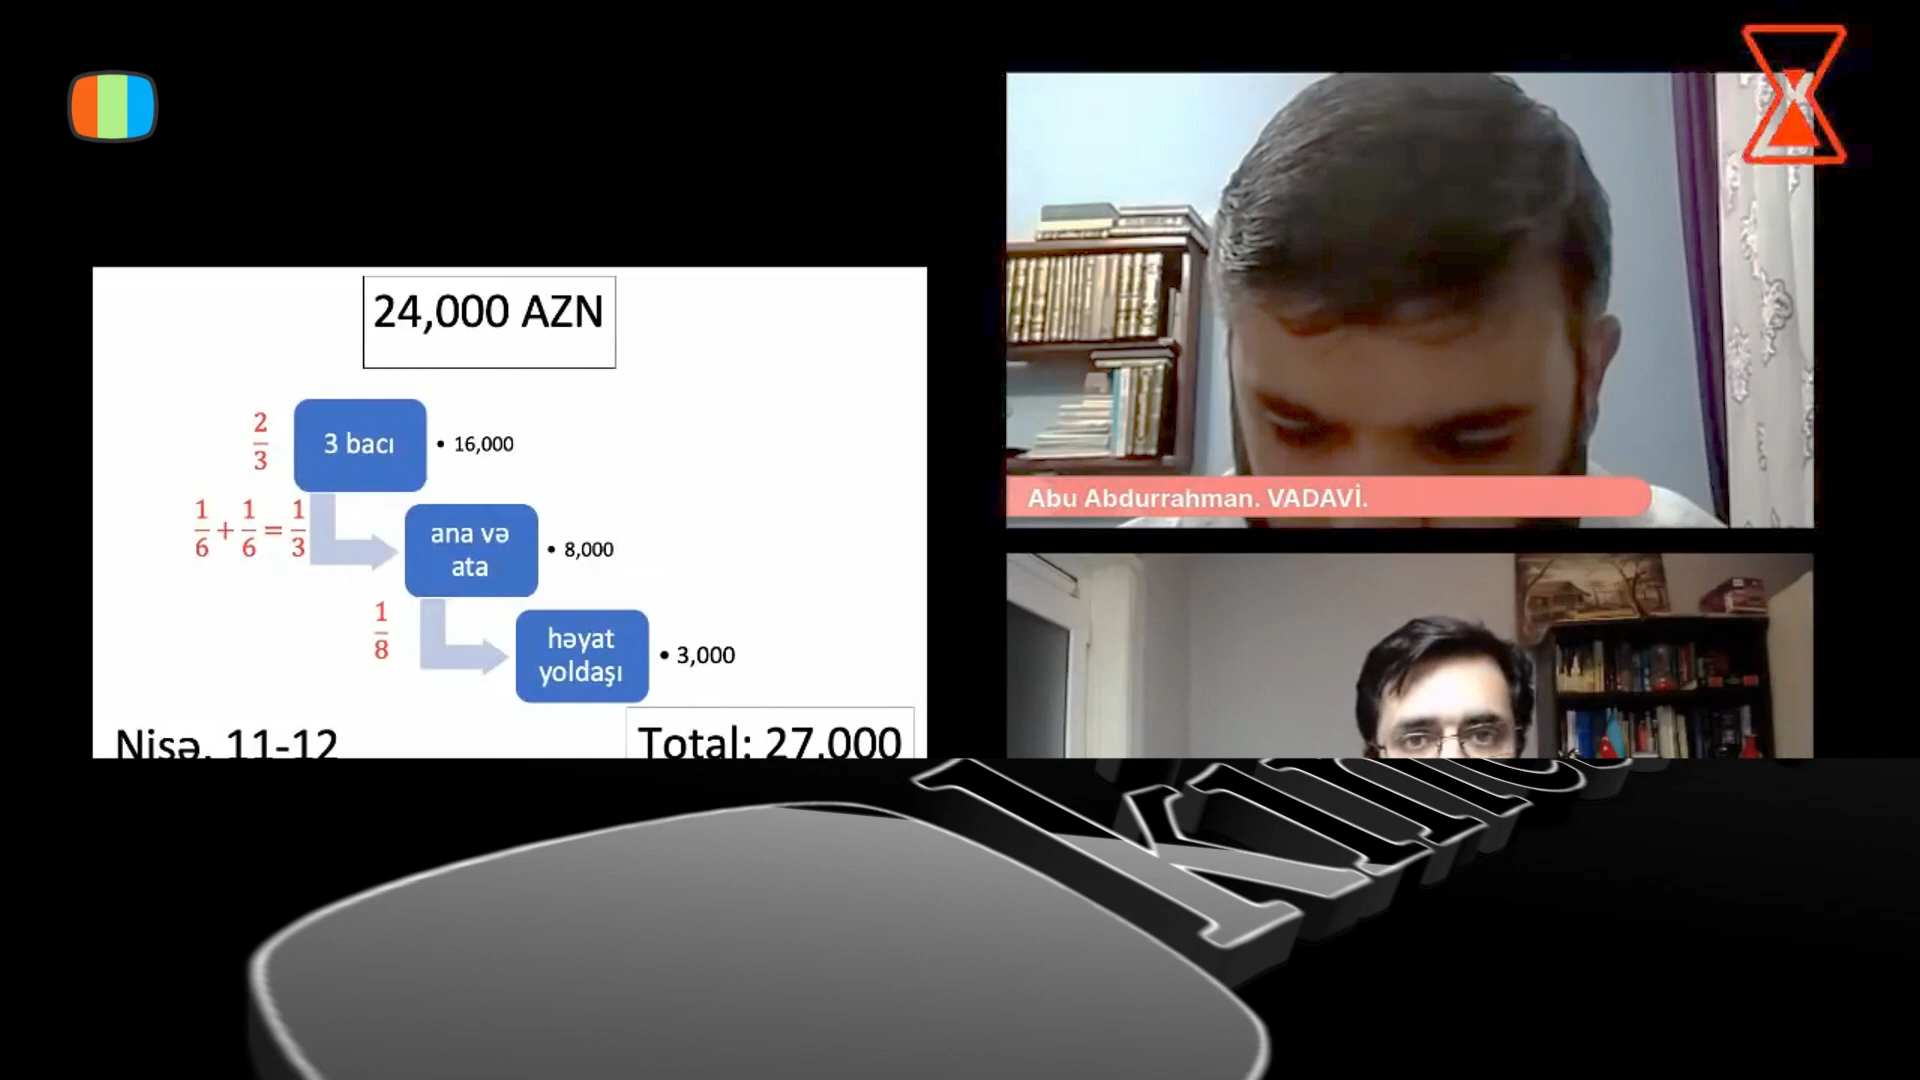 24,000 AZN
2/3
3 bacı
• 16,000
1/6 + 1/6 = 1/3
ana və
ata
• 8,000
1/8
həyat
yoldaşı
• 3,000
Nisə, 11-12
Total: 27,000
Abu Abdurrahman. VADAVİ.